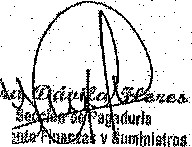 Dávila Flores
Sección de Pagaduría
Finanzas y Suministros